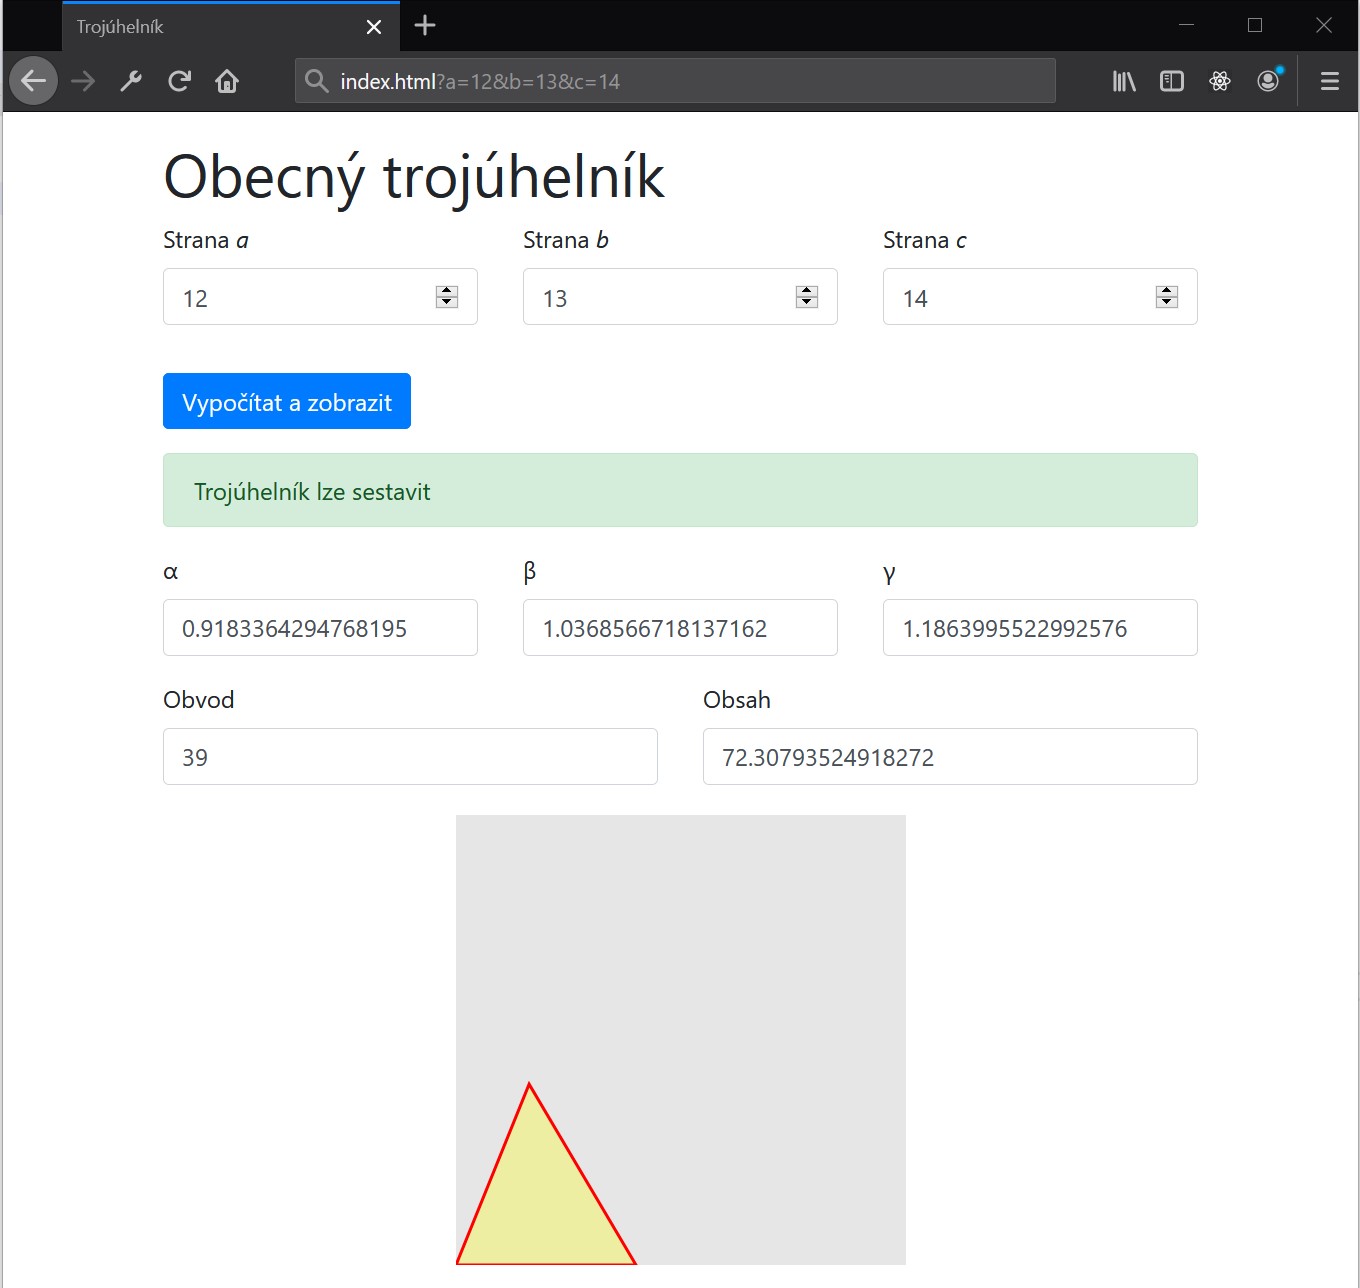 Trojúhelník
index.html?a=12&b=13&c=14
Obecný trojúhelník
Strana a Strana b Strana c
12 13 14
Vypočítat a zobrazit
Trojúhelník lze sestavit
α β γ
0.9183364294768195 1.0368566718137162 1.1863995522992576
Obvod Obsah
39 72.30793524918272